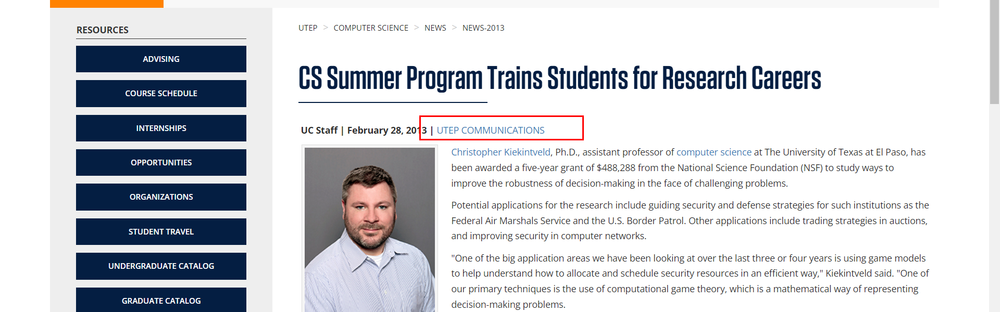 RESOURCES
ADVISING
COURSE SCHEDULE
INTERNSHIPS
OPPORTUNITIES
ORGANIZATIONS
STUDENT TRAVEL
UNDERGRADUATE CATALOG
GRADUATE CATALOG
UTEP > COMPUTER SCIENCE > NEWS > NEWS-2013
CS Summer Program Trains Students for Research Careers
UC Staff | February 28, 2013 | UTEP COMMUNICATIONS
Christopher Kiekintveld, Ph.D., assistant professor of computer science at The University of Texas at El Paso, has
been awarded a five-year grant of $488,288 from the National Science Foundation (NSF) to study ways to
improve the robustness of decision-making in the face of challenging problems.
Potential applications for the research include guiding security and defense strategies for such institutions as the
Federal Air Marshals Service and the U.S. Border Patrol. Other applications include trading strategies in auctions,
and improving security in computer networks.
"One of the big application areas we have been looking at over the last three or four years is using game models
to help understand how to allocate and schedule security resources in an efficient way," Kiekintveld said. "One of
our primary techniques is the use of computational game theory, which is a mathematical way of representing
decision-making problems.